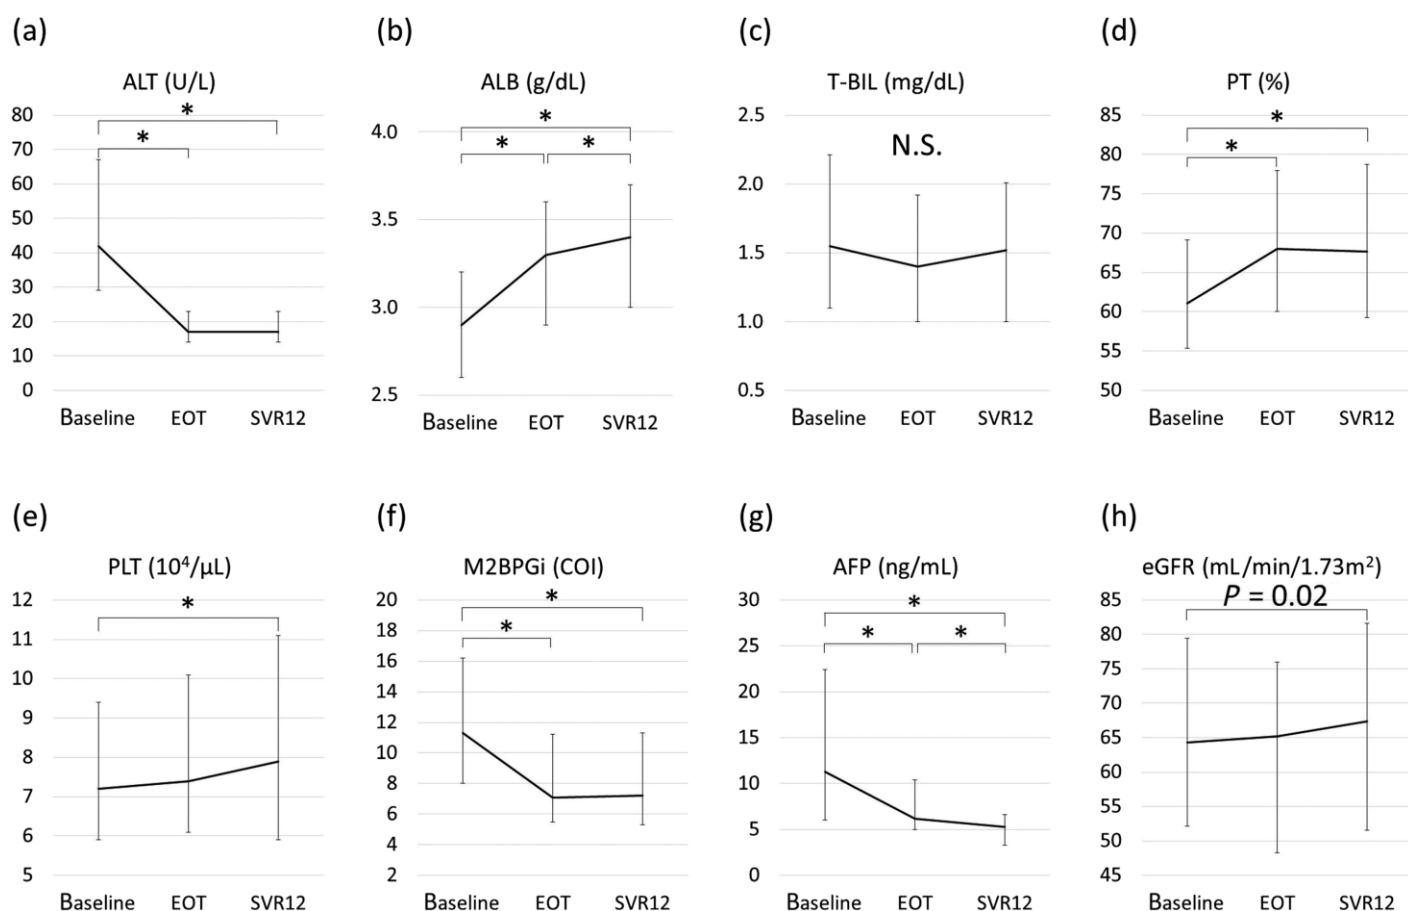 (a)
ALT (U/L)
80
70
60
50
40
30
20
10
0
*
*
Baseline EOT SVR12
(b)
ALB (g/dL)
4.0
3.5
3.0
2.5
*
* *
Baseline EOT SVR12
(c)
T-BIL (mg/dL)
2.5
2.0
1.5
1.0
0.5
N.S.
Baseline EOT SVR12
(d)
PT (%)
85
80
75
70
65
60
55
50
*
*
Baseline EOT SVR12
(e)
PLT (10⁴/μL)
12
11
10
9
8
7
6
5
*
Baseline EOT SVR12
(f)
M2BPGi (COI)
20
18
16
14
12
10
8
6
4
2
*
*
Baseline EOT SVR12
(g)
AFP (ng/mL)
30
25
20
15
10
5
0
*
* *
Baseline EOT SVR12
(h)
eGFR (mL/min/1.73m²)
P = 0.02
85
80
75
70
65
60
55
50
45
Baseline EOT SVR12